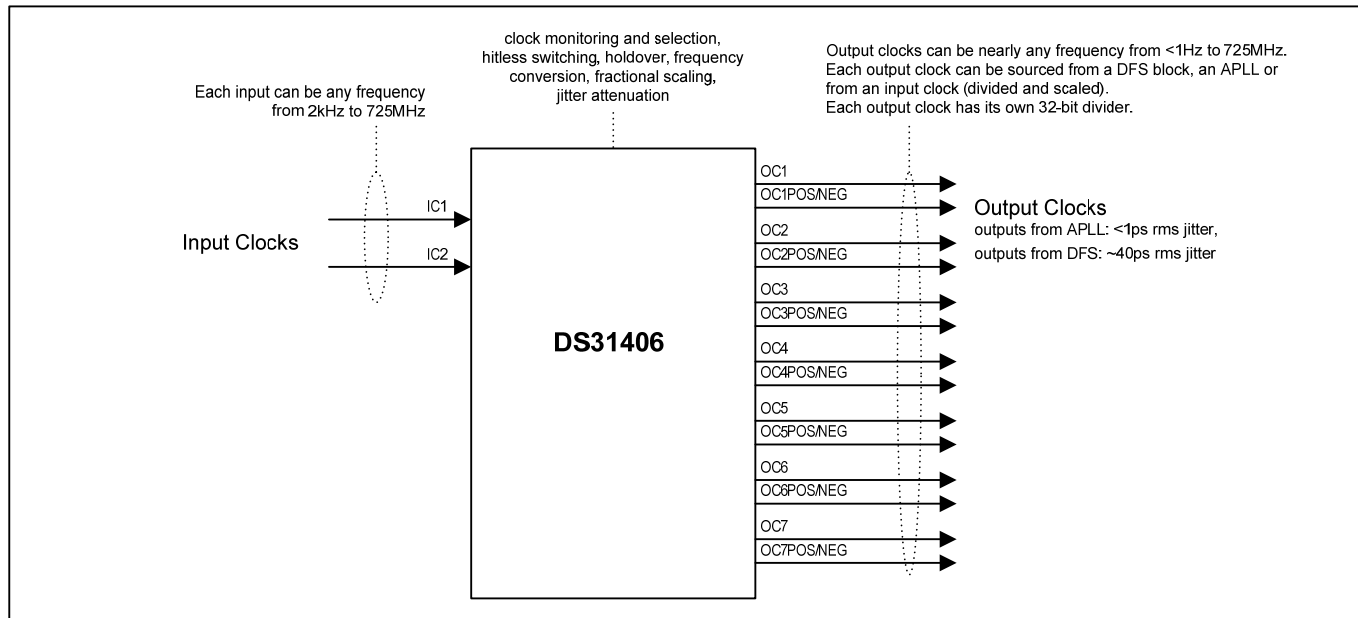 clock monitoring and selection,
hitless switching, holdover, frequency
conversion, fractional scaling,
jitter attenuation
Each input can be any frequency
from 2kHz to 725MHz
Output clocks can be nearly any frequency from <1Hz to 725MHz.
Each output clock can be sourced from a DFS block, an APLL or
from an input clock (divided and scaled).
Each output clock has its own 32-bit divider.
Input Clocks
IC1
IC2
DS31406
OC1
OC1POS/NEG
OC2
OC2POS/NEG
OC3
OC3POS/NEG
OC4
OC4POS/NEG
OC5
OC5POS/NEG
OC6
OC6POS/NEG
OC7
OC7POS/NEG
Output Clocks
outputs from APLL: <1ps rms jitter,
outputs from DFS: ~40ps rms jitter